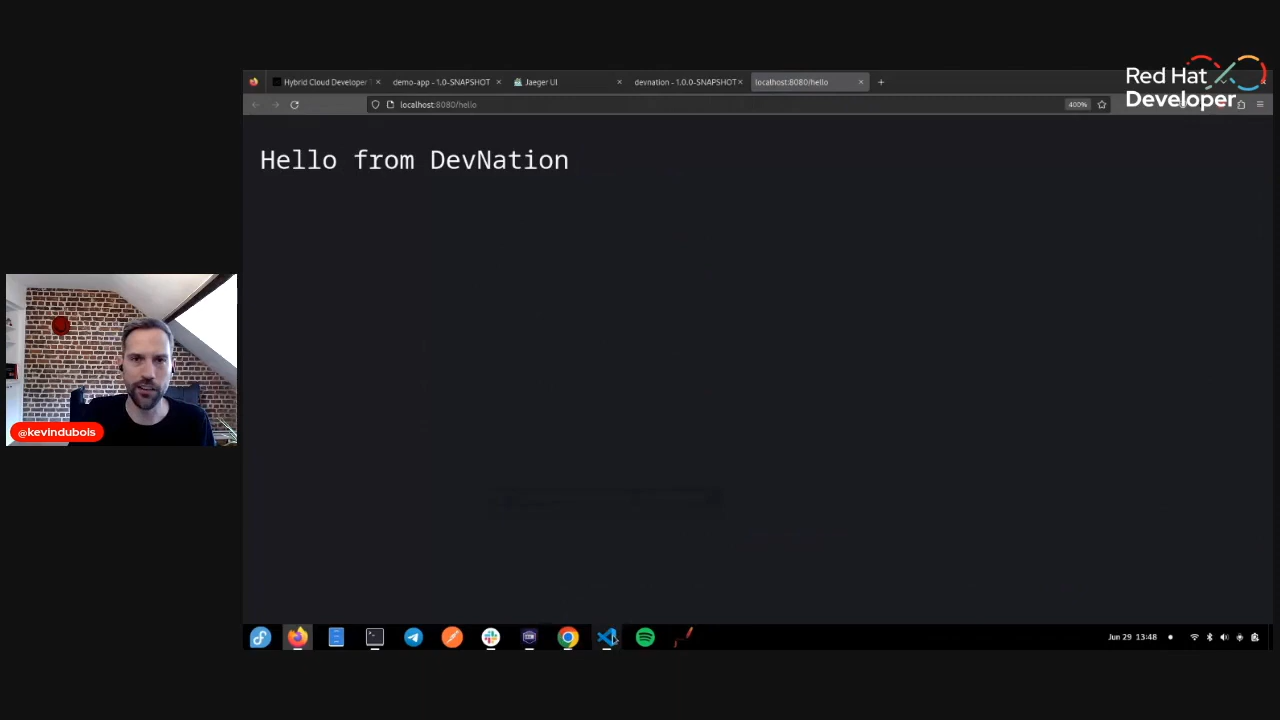 Hybrid Cloud Developer T
demo-app - 1.0-SNAPSHOT
Jaeger UI
devnation - 1.0.0-SNAPSHOT
localhost:8080/hello
Red Hat
Developer
localhost:8080/hello
400%
Hello from DevNation
@kevindubois
Jun 29 13:48